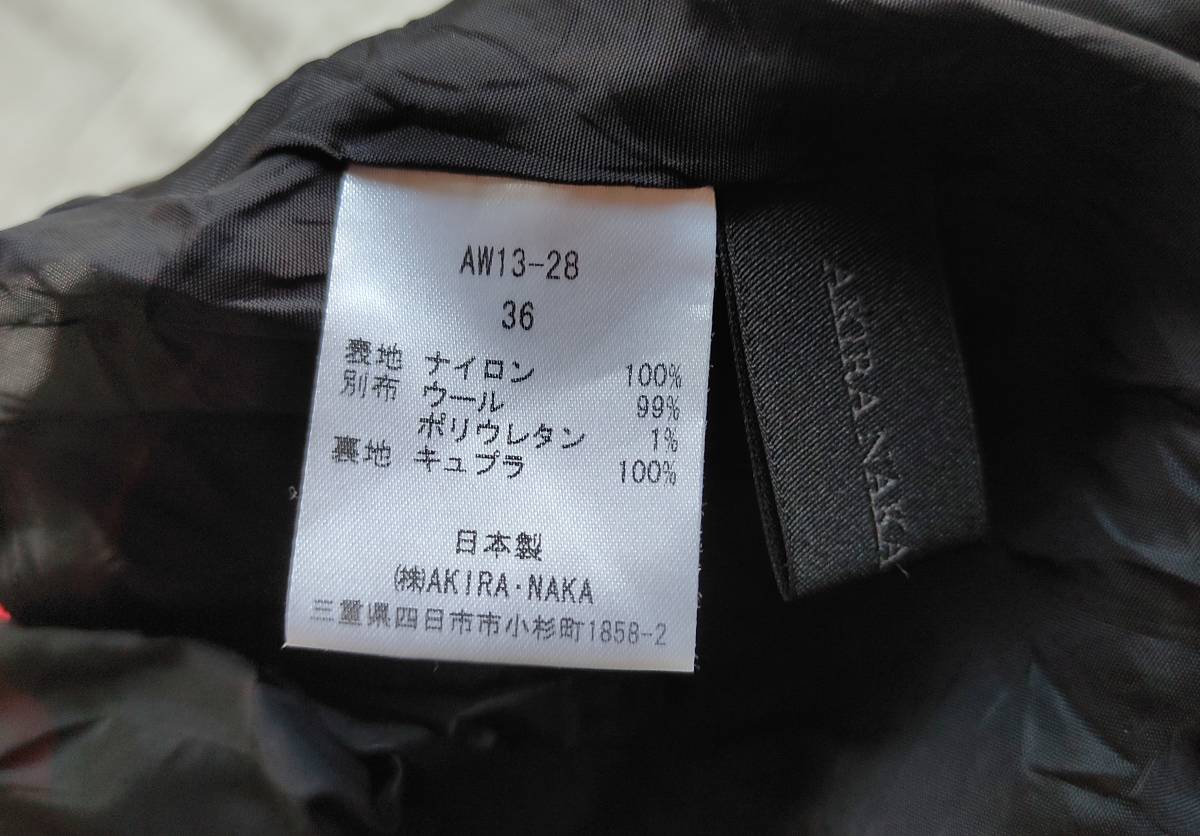 AW13-28
36
表地 ナイロン 100%
別布 ウール 99%
ポリウレタン 1%
裏地 キュプラ 100%
日本製
㈱AKIRA・NAKA
三重県四日市市小杉町1858-2
AKIRA NAKA